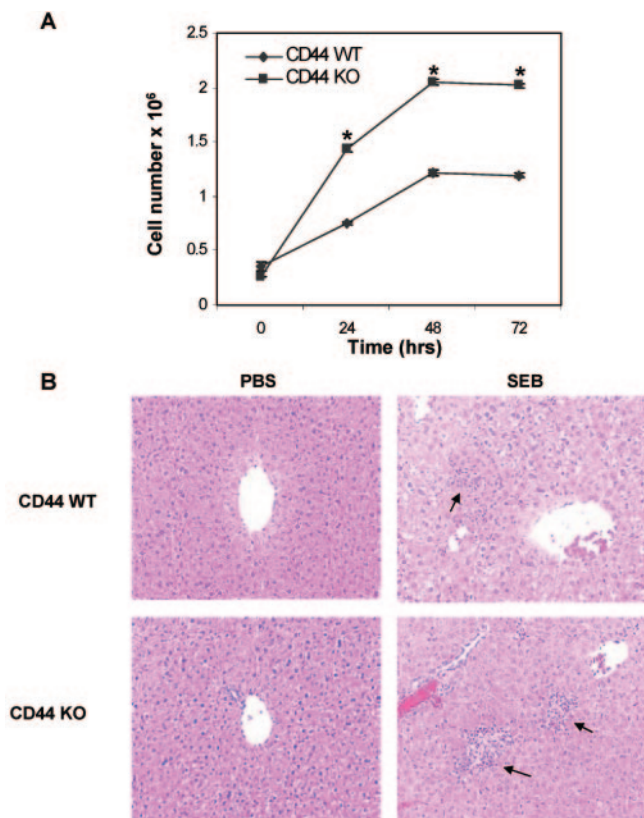 A
CD44 WT
CD44 KO
Cell number x 10⁶
2.5
2
1.5
1
0.5
0
*
*
*
0 24 48 72
Time (hrs)
B
PBS SEB
CD44 WT
CD44 KO